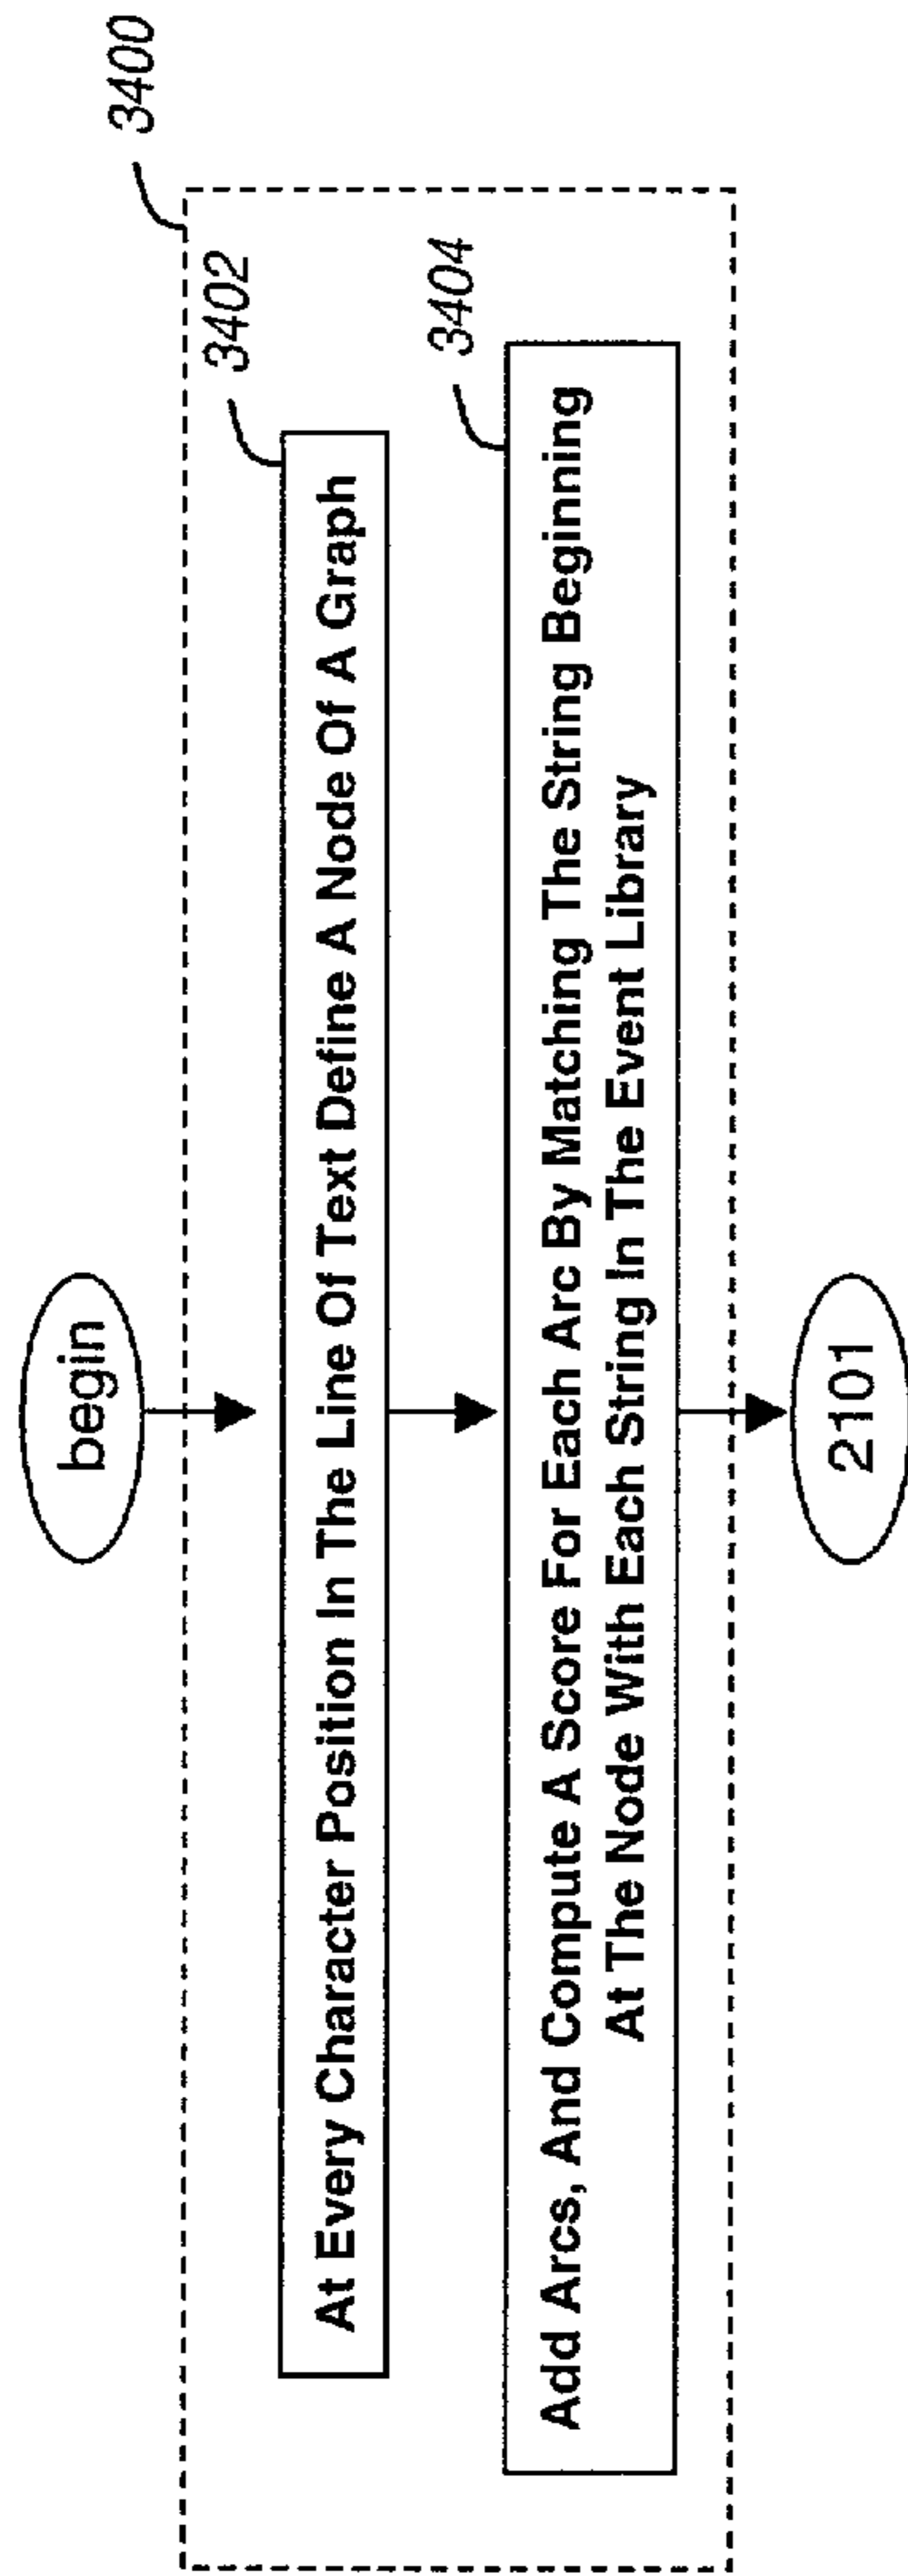 begin
3400
3402
At Every Character Position In The Line Of Text Define A Node Of A Graph
3404
Add Arcs, And Compute A Score For Each Arc By Matching The String Beginning
At The Node With Each String In The Event Library
2101